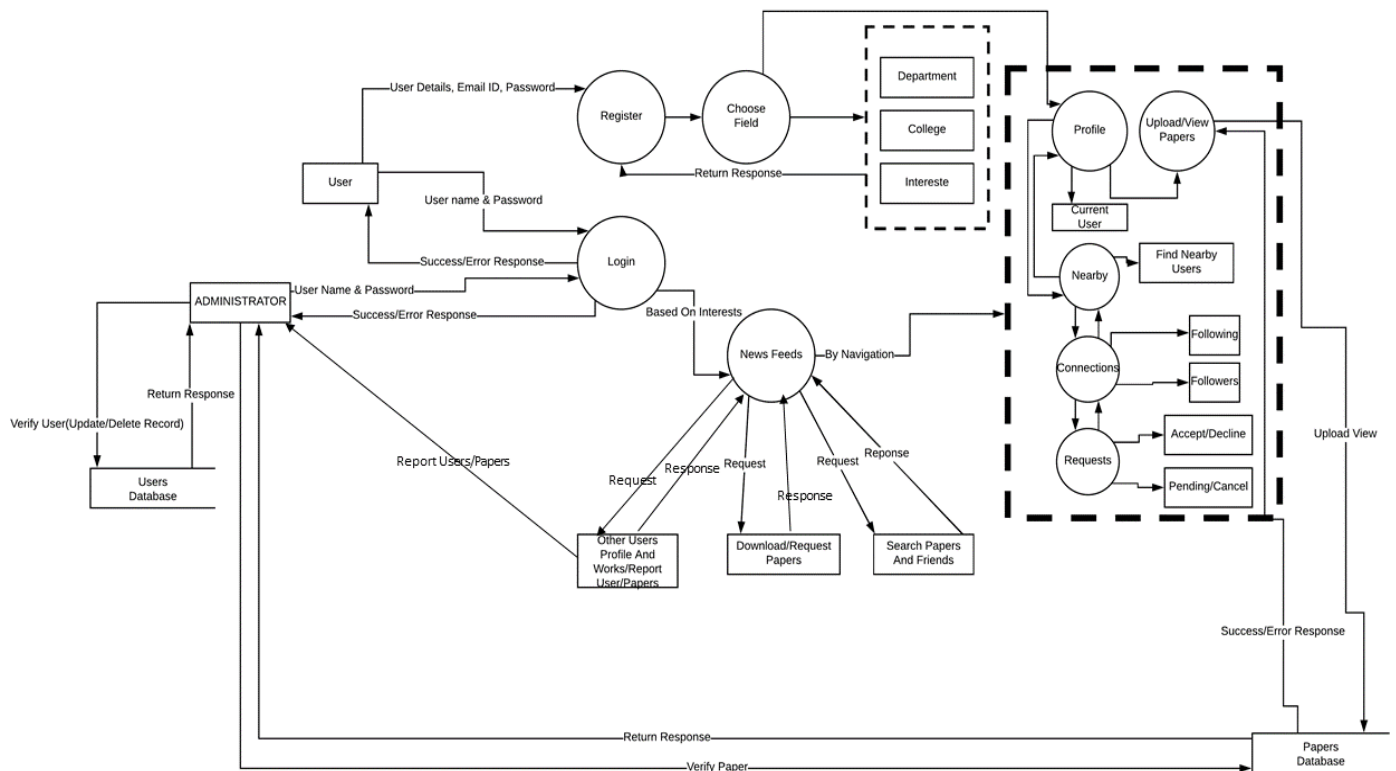 User Details, Email ID, Password
Register
Choose
Field
Department
College
Intereste
Return Response
Profile
Upload/View
Papers
Current
User
User
User name & Password
Success/Error Response
Login
User Name & Password
ADMINISTRATOR
Success/Error Response
Based On Interests
News Feeds
By Navigation
Nearby
Find Nearby
Users
Connections
Following
Followers
Requests
Accept/Decline
Pending/Cancel
Upload View
Return Response
Verify User(Update/Delete Record)
Users
Database
Report Users/Papers
Request
Response
Request
Response
Request
Reponse
Other Users
Profile And
Works/Report
User/Papers
Download/Request
Papers
Search Papers
And Friends
Success/Error Response
Return Response
Verify Paper
Papers
Database